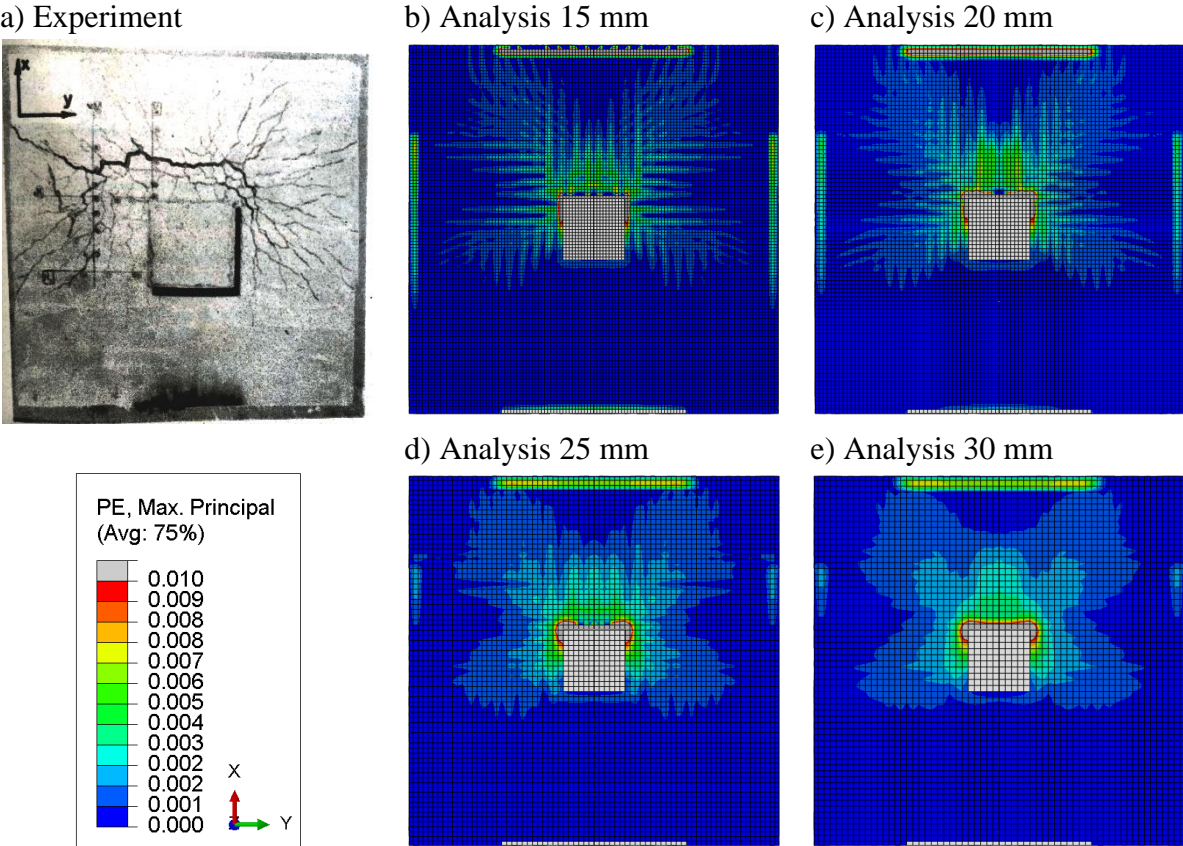 a) Experiment
b) Analysis 15 mm
c) Analysis 20 mm
x
y
d) Analysis 25 mm
e) Analysis 30 mm
PE, Max. Principal
(Avg: 75%)
0.010
0.009
0.008
0.008
0.007
0.006
0.005
0.004
0.003
0.002
0.002
0.001
0.000
X
Y